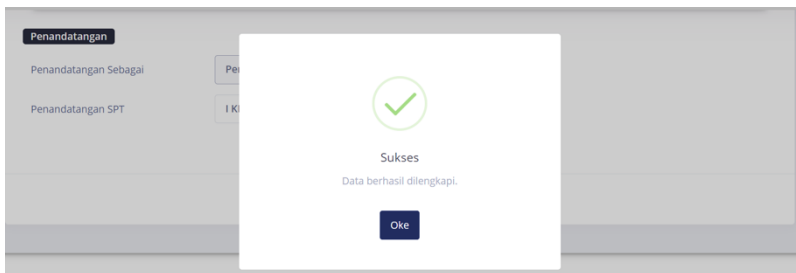 Penandatangan
Penandatangan Sebagai
Penandatangan SPT
I
Sukses
Data berhasil dilengkapi.
Oke